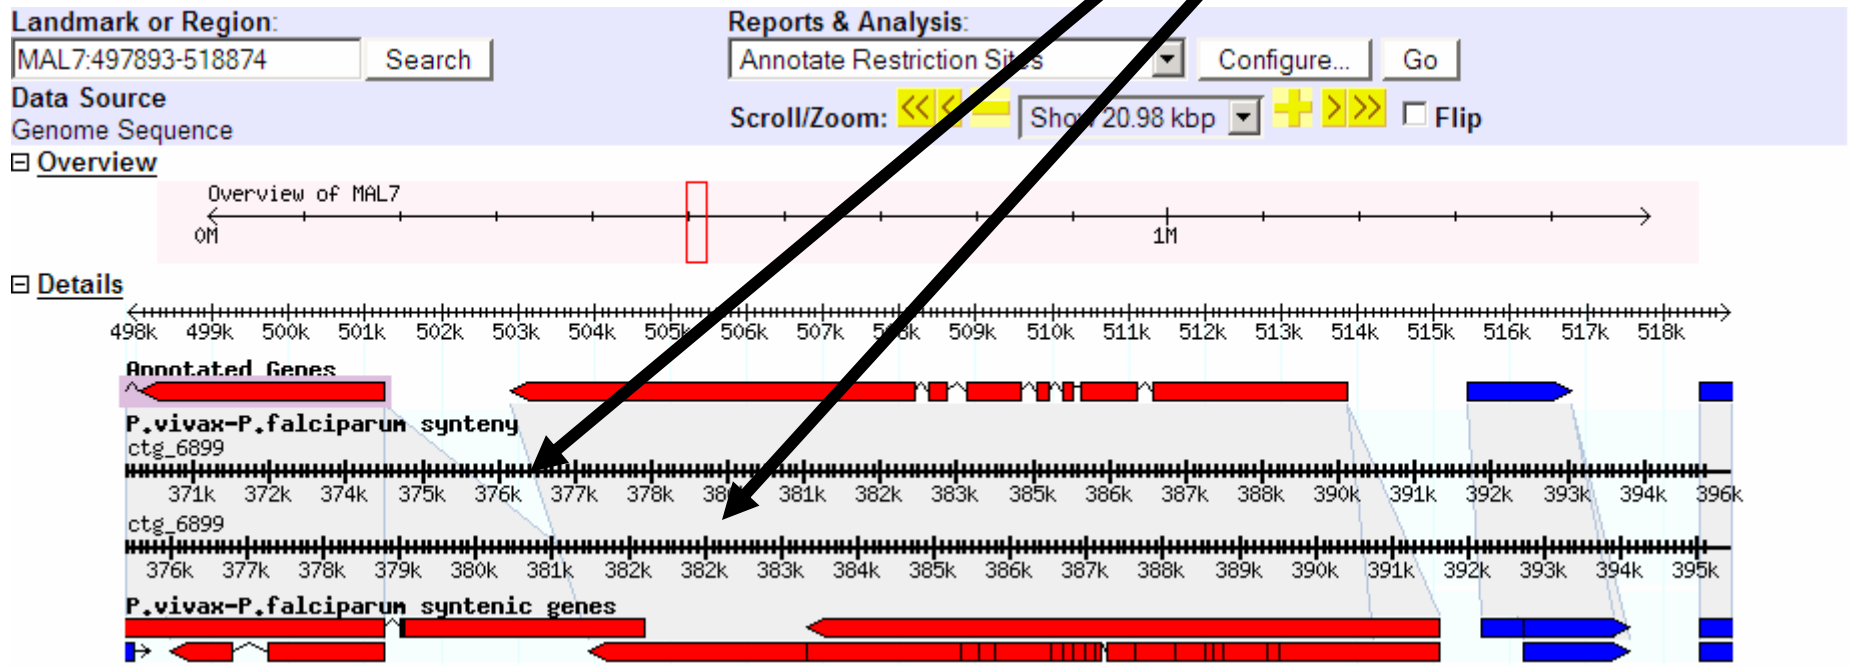 Landmark or Region:
MAL7:497893-518874 Search
Data Source
Genome Sequence
Reports & Analysis:
Annotate Restriction Sites Configure... Go
Scroll/Zoom: << < Show 20.98 kbp > >> Flip
Overview
Overview of MAL7
0M 1M
Details
498k 499k 500k 501k 502k 503k 504k 505k 506k 507k 508k 509k 510k 511k 512k 513k 514k 515k 516k 517k 518k
Annotated Genes
P.vivax-P.falciparum synteny
ctg_6899
371k 372k 374k 375k 376k 377k 378k 381k 382k 383k 385k 386k 387k 388k 390k 391k 392k 393k 394k 396k
ctg_6899
376k 377k 378k 379k 380k 381k 382k 382k 383k 384k 385k 386k 387k 388k 389k 390k 391k 392k 393k 394k 395k
P.vivax-P.falciparum syntenic genes